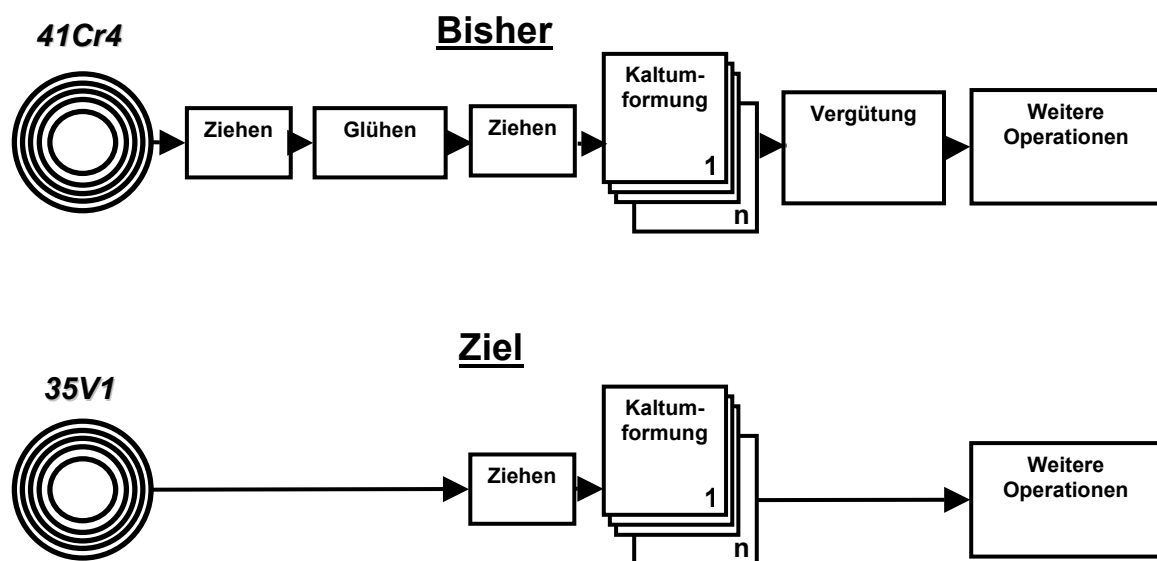 Bisher
41Cr4
Ziehen
Glühen
Ziehen
Kaltum-
formung
1
n
Vergütung
Weitere
Operationen
Ziel
35V1
Ziehen
Kaltum-
formung
1
n
Weitere
Operationen